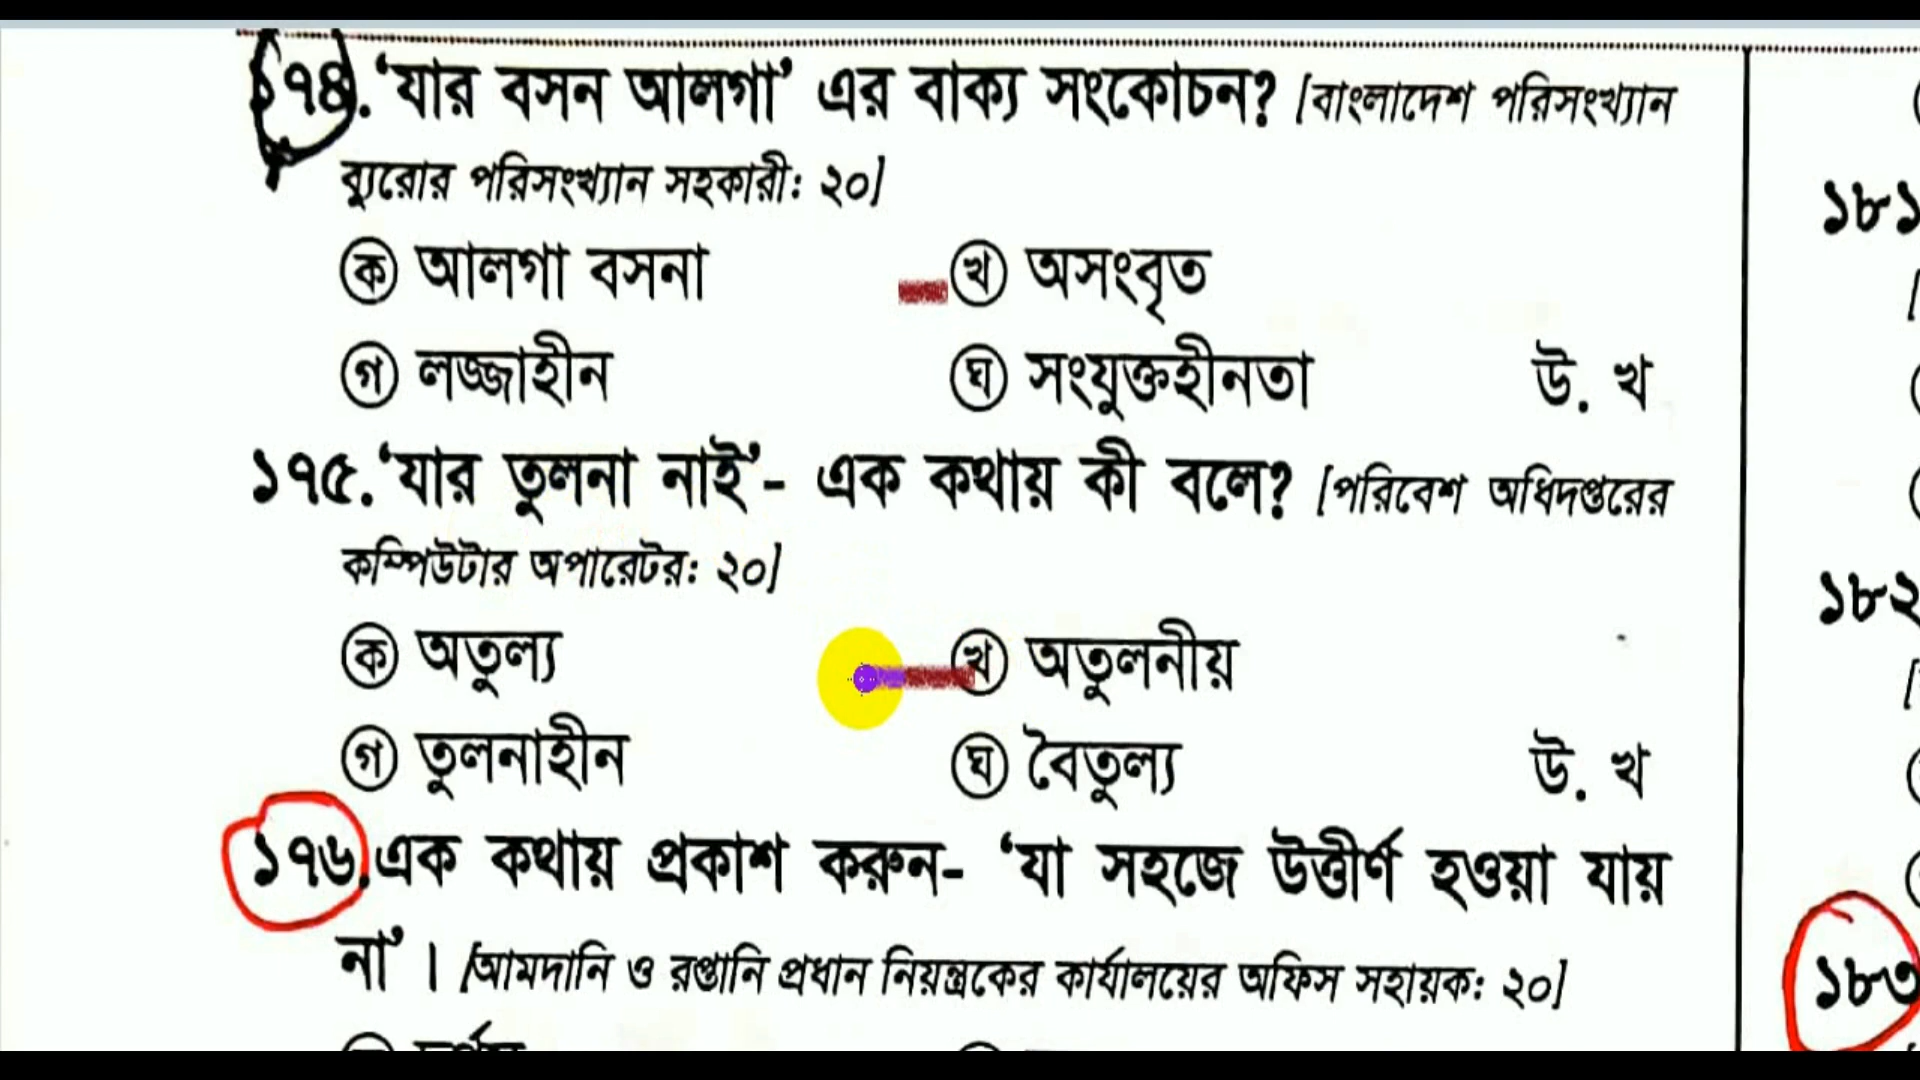 ১৭৪. ‘যার বসন আলগা’ এর বাক্য সংকোচন? [বাংলাদেশ পরিসংখ্যান
ব্যুরোর পরিসংখ্যান সহকারী: ২০]
ক আলগা বসনা খ অসংবৃত
গ লজ্জাহীন ঘ সংযুক্তহীনতা উ. খ
১৭৫. ‘যার তুলনা নাই’- এক কথায় কী বলে? [পরিবেশ অধিদপ্তরের
কম্পিউটার অপারেটর: ২০]
ক অতুল্য খ অতুলনীয়
গ তুলনাহীন ঘ বৈতুল্য উ. খ
১৭৬. এক কথায় প্রকাশ করুন- ‘যা সহজে উত্তীর্ণ হওয়া যায়
না’ । [আমদানি ও রপ্তানি প্রধান নিয়ন্ত্রকের কার্যালয়ের অফিস সহায়ক: ২০]
১৮১
১৮২
১৮৩